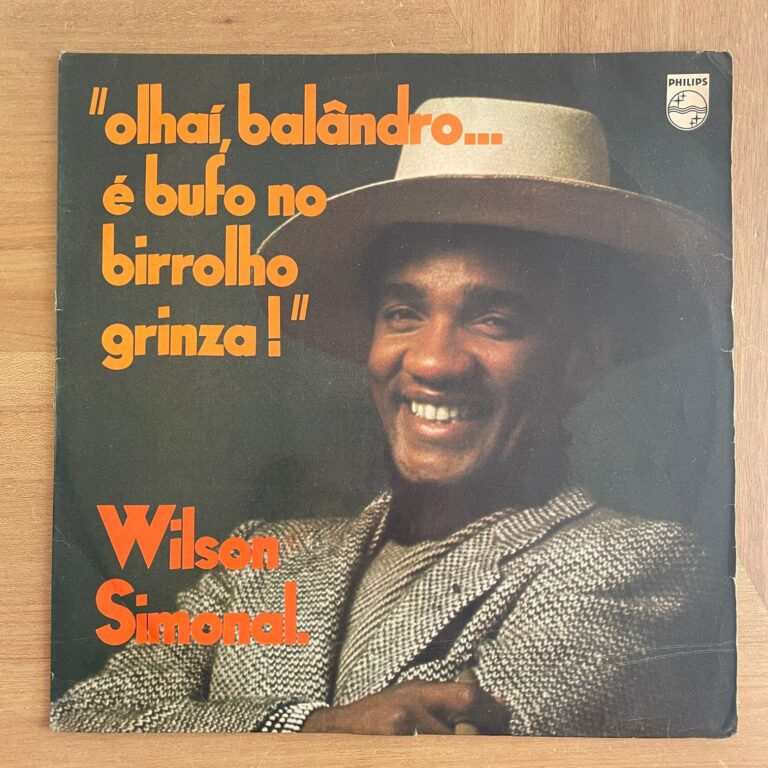 "olhaí, balândro...
é bufo no
birrolho
grinza!"
PHILIPS
Wilson
Simonal.